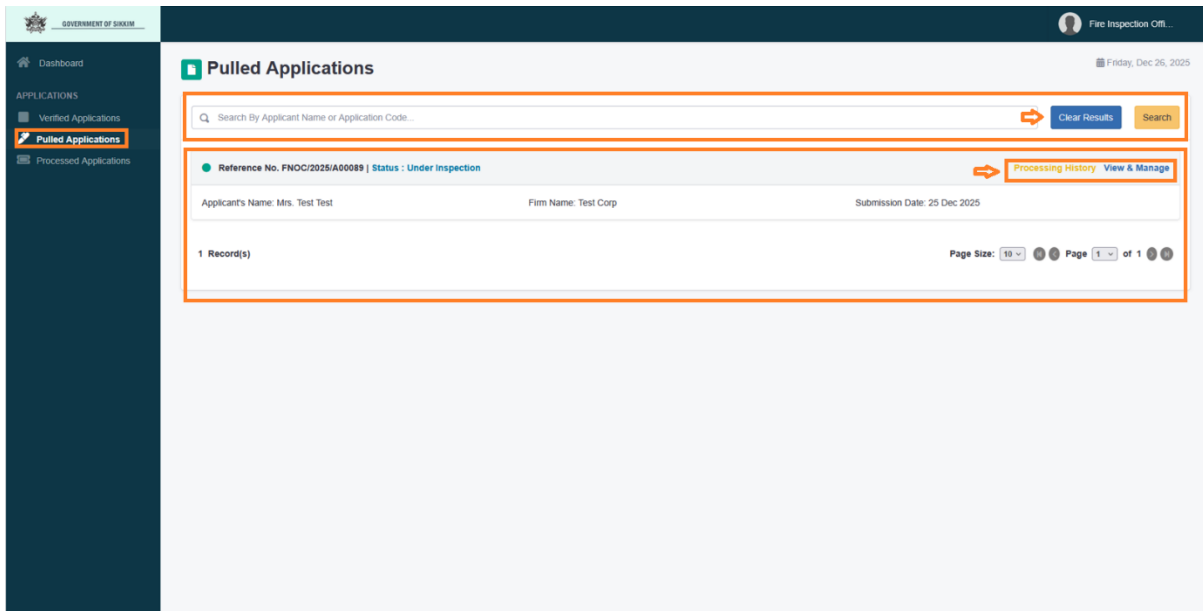 GOVERNMENT OF SIKKIM
Fire Inspection Offi...
Dashboard
APPLICATIONS
Verified Applications
Pulled Applications
Processed Applications
Pulled Applications
Friday, Dec 26, 2025
Search By Applicant Name or Application Code...
Clear Results
Search
Reference No. FNOC/2025/A00089 | Status : Under Inspection
Processing History View & Manage
Applicant's Name: Mrs. Test Test
Firm Name: Test Corp
Submission Date: 25 Dec 2025
1 Record(s)
Page Size: 10 Page 1 of 1